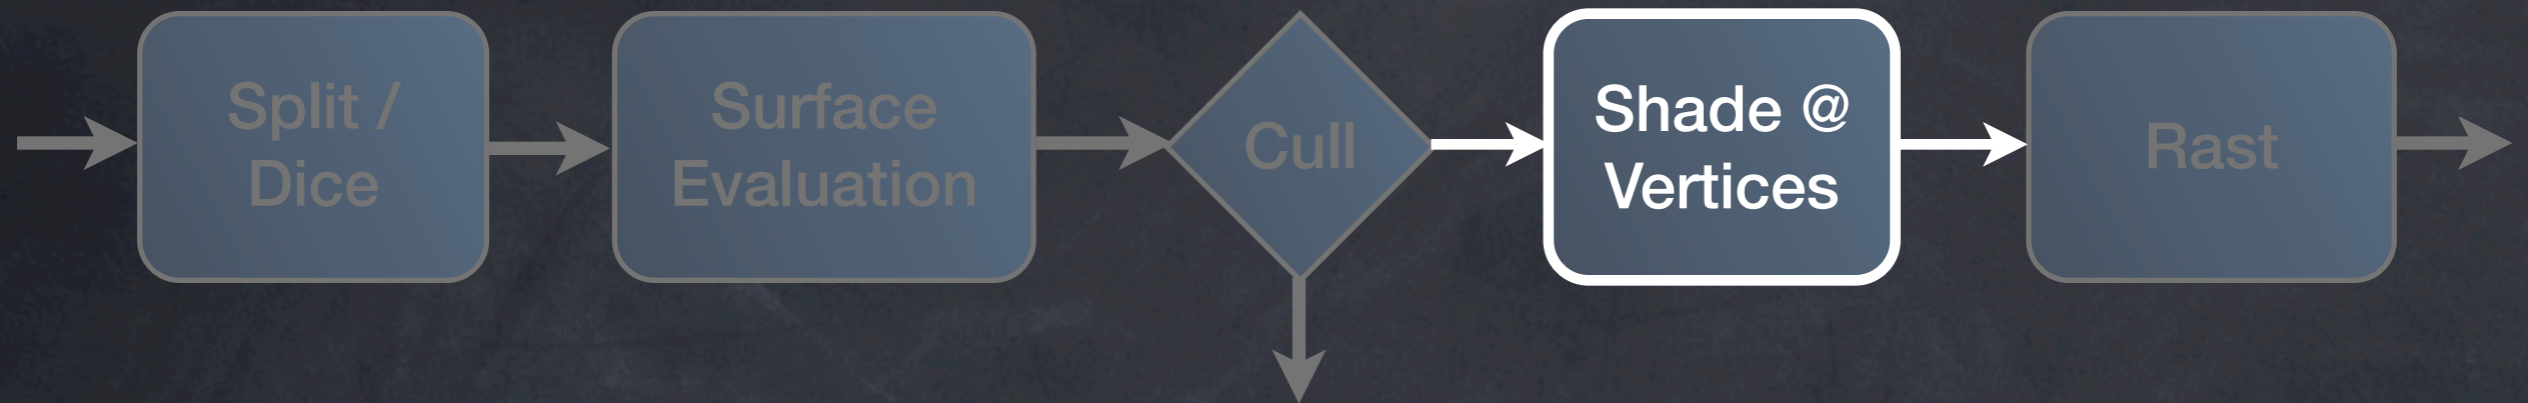 Split /
Dice
Surface
Evaluation
Cull
Shade @
Vertices
Rast